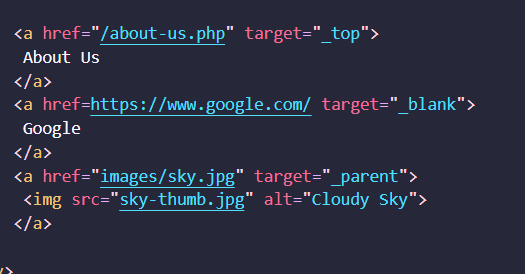 <a href="/about-us.php" target="_top">
About Us
</a>
<a href=https://www.google.com/ target="_blank">
Google
</a>
<a href="images/sky.jpg" target="_parent">
<img src="sky-thumb.jpg" alt="Cloudy Sky">
</a>